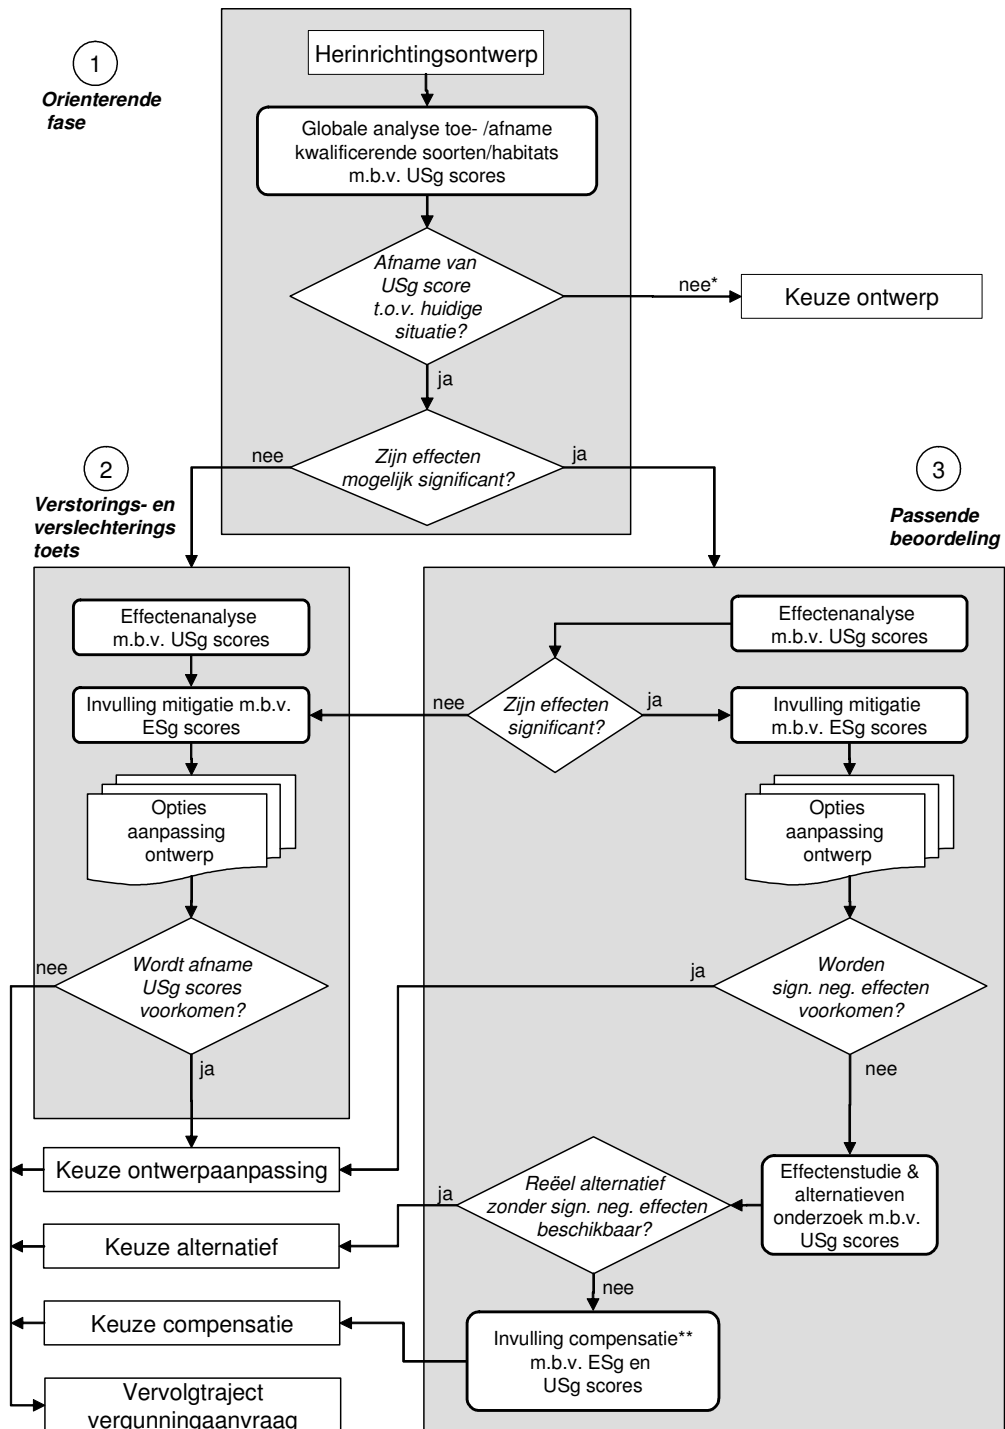 1
Orienterende
fase
Herinrichtingsontwerp
Globale analyse toe- /afname
kwalificerende soorten/habitats
m.b.v. USg scores
Afname van
USg score
t.o.v. huidige
situatie?
nee*
Keuze ontwerp
ja
Zijn effecten
mogelijk significant?
nee
ja
2
Verstorings- en
verslechterings
toets
3
Passende
beoordeling
Effectenanalyse
m.b.v. USg scores
Invulling mitigatie m.b.v.
ESg scores
Opties
aanpassing
ontwerp
Wordt afname
USg scores
voorkomen?
nee
ja
Effectenanalyse
m.b.v. USg scores
Zijn effecten
significant?
nee
ja
Invulling mitigatie
m.b.v. ESg scores
Opties
aanpassing
ontwerp
Worden
sign. neg. effecten
voorkomen?
ja
nee
Effectenstudie &
alternatieven
onderzoek m.b.v.
USg scores
Reëel alternatief
zonder sign. neg. effecten
beschikbaar?
ja
nee
Invulling compensatie**
m.b.v. ESg en
USg scores
Keuze ontwerpaanpassing
Keuze alternatief
Keuze compensatie
Vervolgtraject
vergunningaanvraag